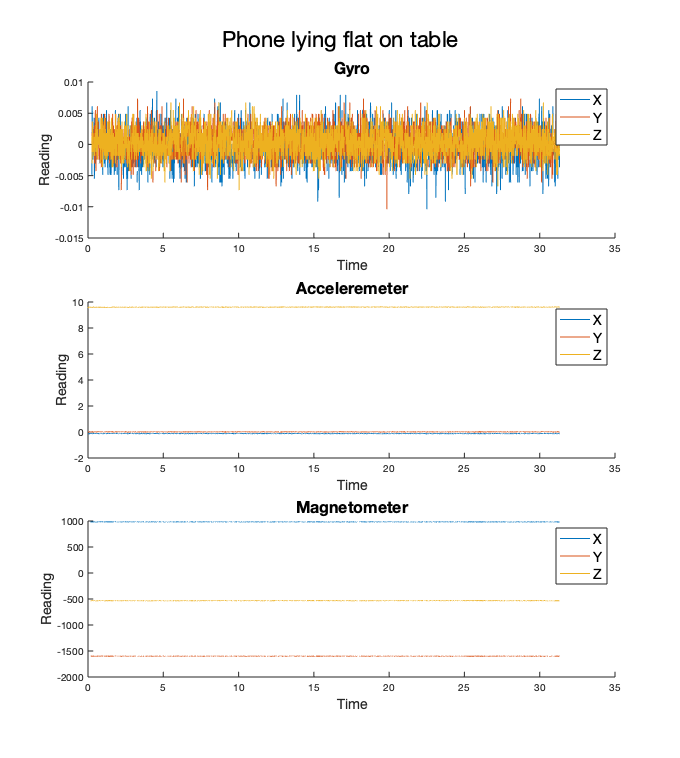 Phone lying flat on table
Gyro
0.01
0.005
0
-0.005
-0.01
-0.015
Reading
0 5 10 15 20 25 30 35
Time
X
Y
Z
Acceleremeter
10
8
6
4
2
0
-2
Reading
0 5 10 15 20 25 30 35
Time
X
Y
Z
Magnetometer
1000
500
0
-500
-1000
-1500
-2000
Reading
0 5 10 15 20 25 30 35
Time
X
Y
Z